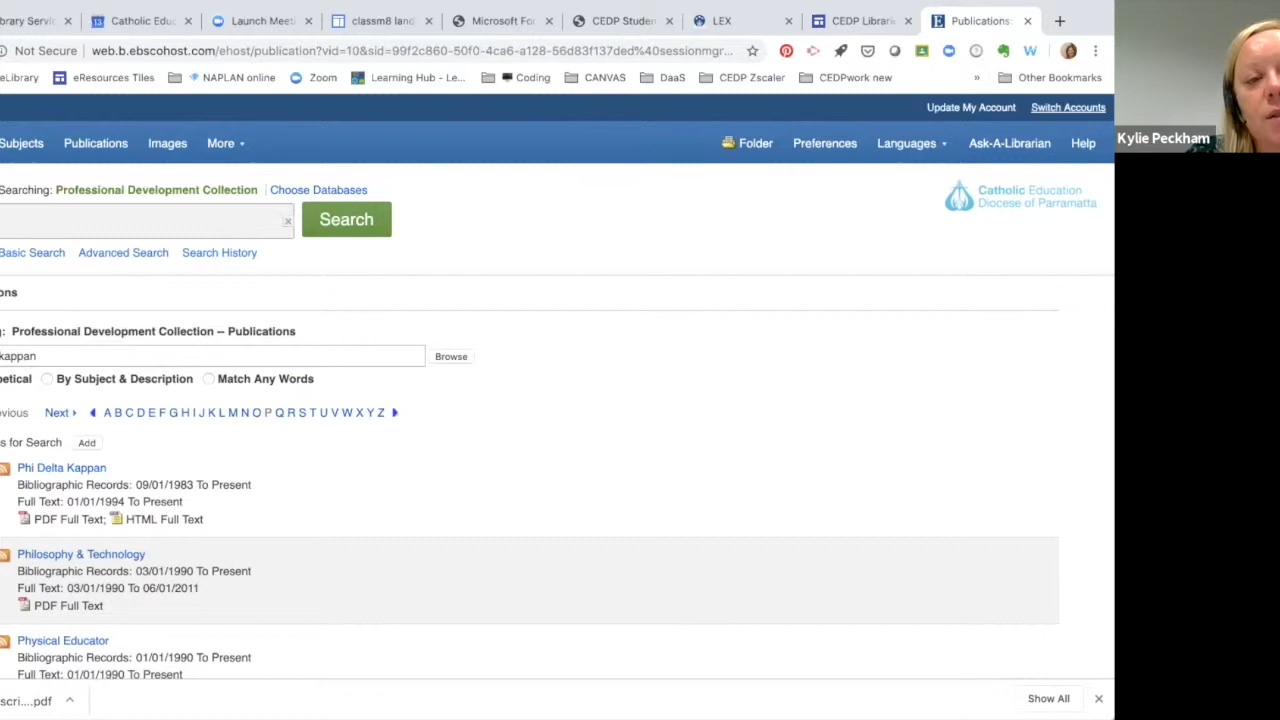 ibrary Servic
Catholic Educ
Launch Meeti
classm8 land
Microsoft For
CEDP Studen
LEX
CEDP Librarie
Publications:
Not Secure
web.b.ebscohost.com/ehost/publication?vid=10&sid=99f2c860-50f0-4ca6-a128-56d83f137ded%40sessionmgr...
eLibrary
eResources Tiles
NAPLAN online
Zoom
Learning Hub - Le...
Coding
CANVAS
DaaS
CEDP Zscaler
CEDPwork new
»
Other Bookmarks
Update My Account
Switch Accounts
Subjects
Publications
Images
More
Folder
Preferences
Languages
Ask-A-Librarian
Help
Kylie Peckham
Searching: Professional Development Collection
Choose Databases
Search
Catholic Education
Diocese of Parramatta
Basic Search
Advanced Search
Search History
ons
g: Professional Development Collection -- Publications
kappan
Browse
betical
By Subject & Description
Match Any Words
evious
Next
A B C D E F G H I J K L M N O P Q R S T U V W X Y Z
s for Search
Add
Phi Delta Kappan
Bibliographic Records: 09/01/1983 To Present
Full Text: 01/01/1994 To Present
PDF Full Text; HTML Full Text
Philosophy & Technology
Bibliographic Records: 03/01/1990 To Present
Full Text: 03/01/1990 To 06/01/2011
PDF Full Text
Physical Educator
Bibliographic Records: 01/01/1990 To Present
Full Text: 01/01/1990 To Present
scri....pdf
Show All